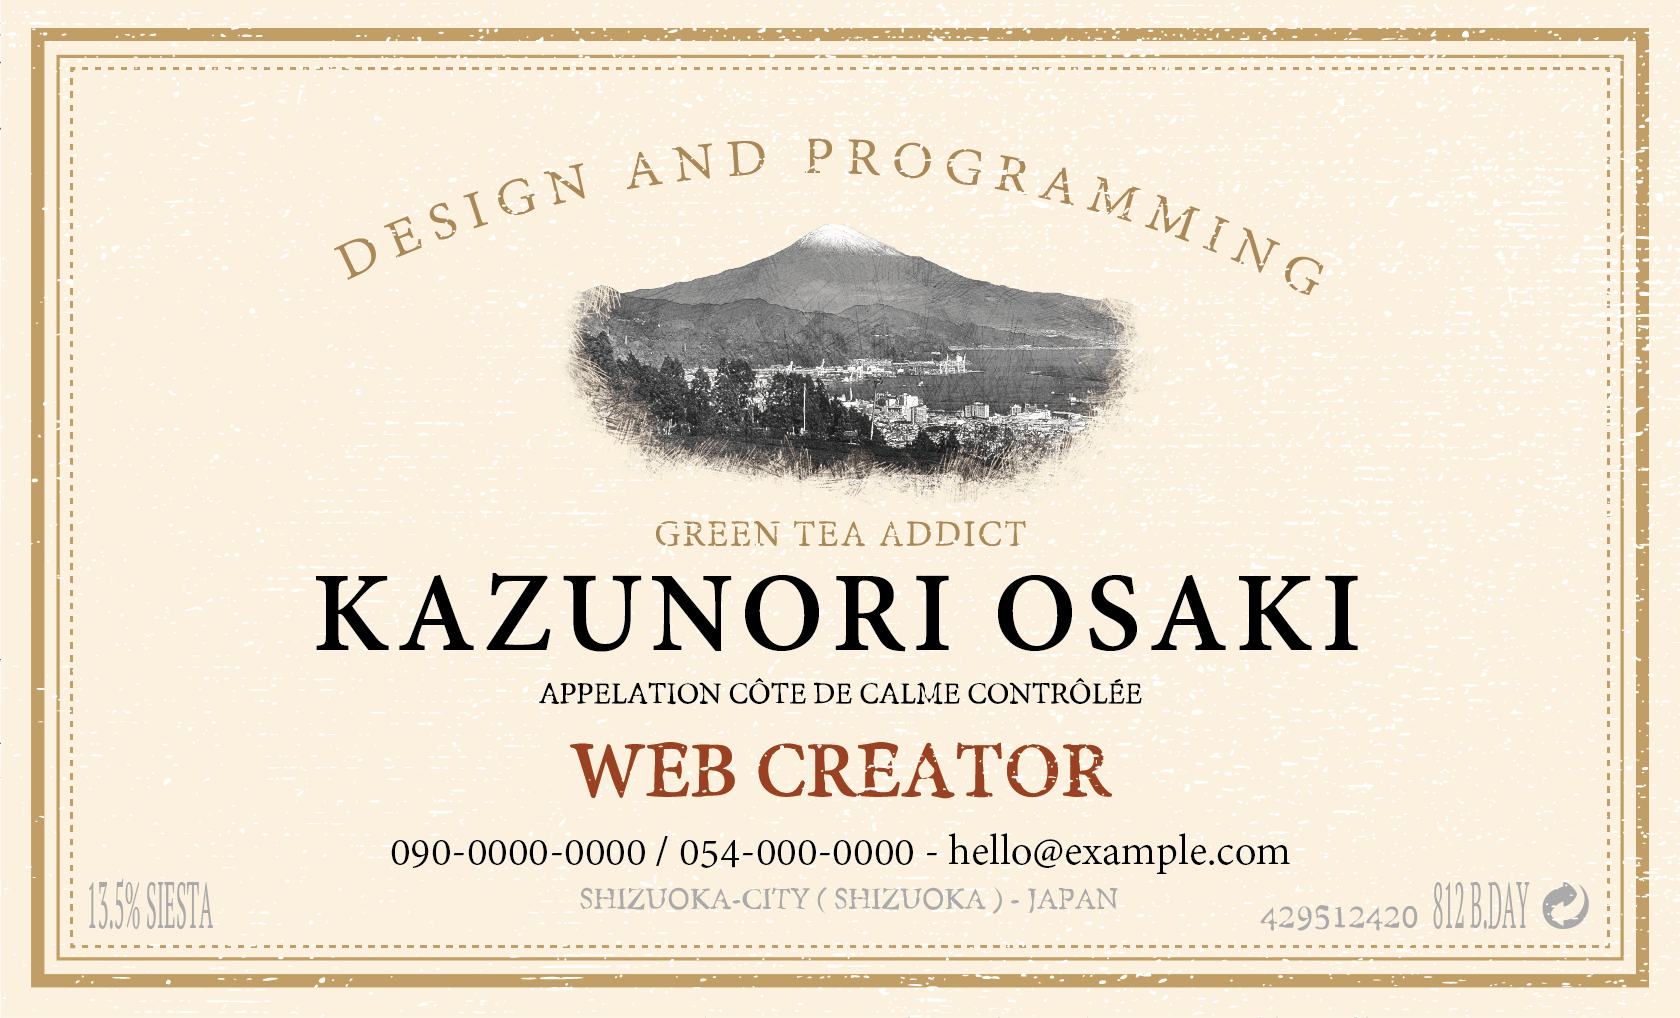 DESIGN AND PROGRAMMING
GREEN TEA ADDICT
KAZUNORI OSAKI
APPELATION CÔTE DE CALME CONTRÔLÉE
WEB CREATOR
090-0000-0000 / 054-000-0000 - hello@example.com
SHIZUOKA-CITY ( SHIZUOKA ) - JAPAN
13.5% SIESTA
429512420 812 B.DAY